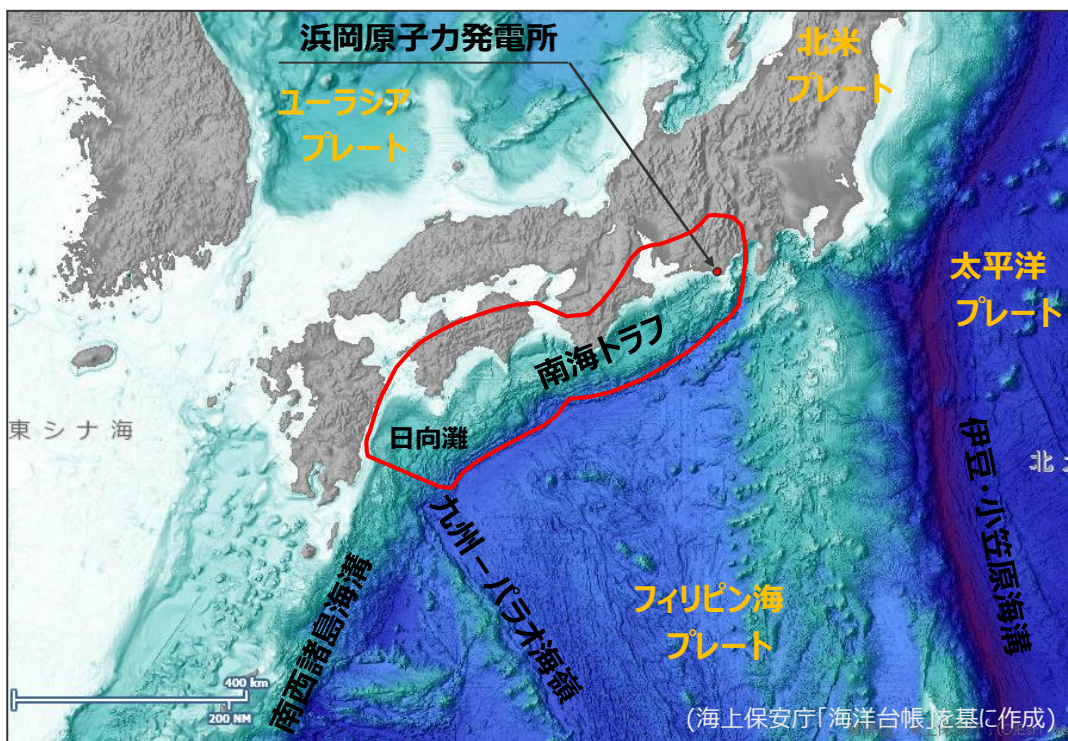 浜岡原子力発電所
北米
プレート
ユーラシア
プレート
太平洋
プレート
南海トラフ
東シナ海
日向灘
伊豆・小笠原海溝
九州－パラオ海嶺
南西諸島海溝
フィリピン海
プレート
400 km
200 NM
(海上保安庁「海洋台帳」を基に作成)